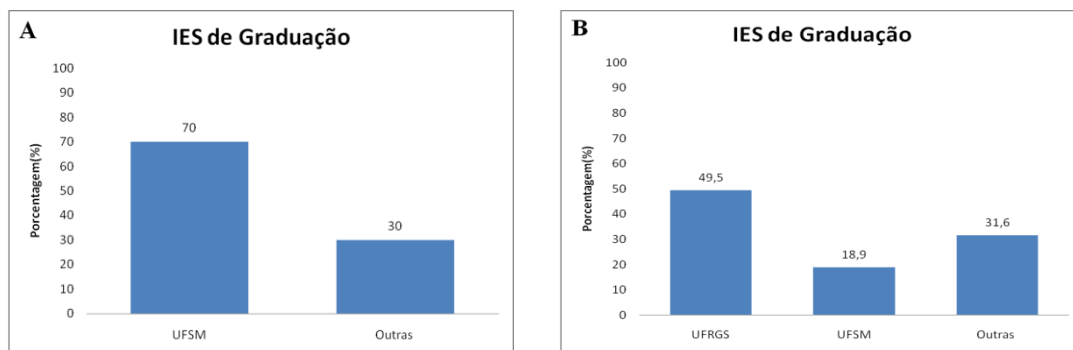 A
IES de Graduação
Porcentagem(%)
100
90
80
70
60
50
40
30
20
10
0
70
30
UFSM
Outras
B
IES de Graduação
Porcentagem(%)
100
90
80
70
60
50
40
30
20
10
0
49,5
18,9
31,6
UFRGS
UFSM
Outras